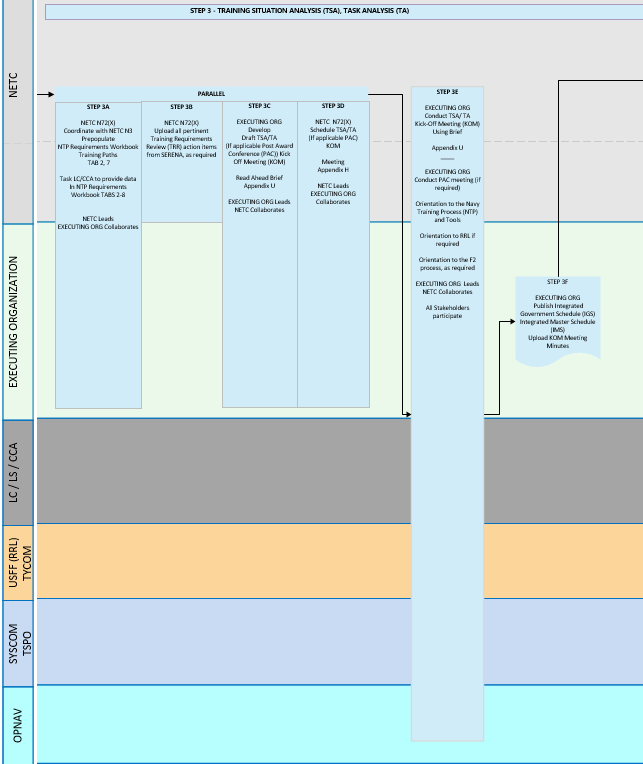 STEP 3 - TRAINING SITUATION ANALYSIS (TSA), TASK ANALYSIS (TA)
NETC
EXECUTING ORGANIZATION
LC / LS / CCA
USFF (RRL)
TYCOM
SYSCOM
TSPO
OPNAV
PARALLEL
STEP 3A
NETC N72(X)
Coordinate with NETC N3
Prepopulate
NTP Requirements Workbook
Training Paths
TAB 2, 7
Task LC/CCA to provide data
In NTP Requirements
Workbook TABS 2-8
NETC Leads
EXECUTING ORG Collaborates
STEP 3B
NETC N72(X)
Upload all pertinent
Training Requirements
Review (TRR) action items
from SERENA, as required
STEP 3C
EXECUTING ORG
Develop
Draft TSA/TA
(If applicable Post Award
Conference (PAC)) Kick
Off Meeting (KOM)
Read Ahead Brief
Appendix U
EXECUTING ORG Leads
NETC Collaborates
STEP 3D
NETC N72(X)
Schedule TSA/TA
(If applicable PAC)
KOM
Meeting
Appendix H
NETC Leads
EXECUTING ORG
Collaborates
STEP 3E
EXECUTING ORG
Conduct TSA/ TA
Kick-Off Meeting (KOM)
Using Brief
Appendix U
EXECUTING ORG
Conduct PAC meeting (if
required)
Orientation to the Navy
Training Process (NTP)
and Tools
Orientation to RRL if
required
Orientation to the F2
process, as required
EXECUTING ORG Leads
NETC Collaborates
All Stakeholders
participate
STEP 3F
EXECUTING ORG
Publish Integrated
Government Schedule (IGS)
Integrated Master Schedule
(IMS)
Upload KOM Meeting
Minutes